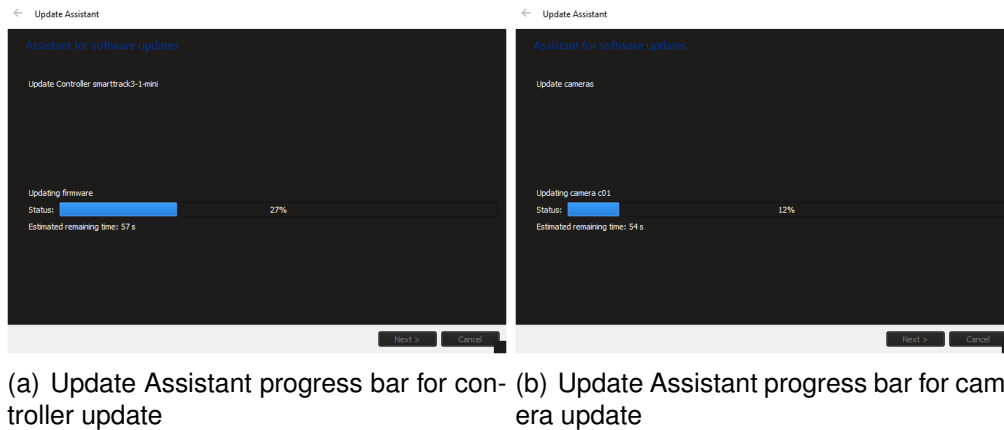 Update Assistant
Assistant for software updates
Update Controller smarttrack3-1-mini
Updating firmware
Status: 27%
Estimated remaining time: 57 s
Next > Cancel
(a) Update Assistant progress bar for con-
troller update
Update Assistant
Assistant for software updates
Update cameras
Updating camera c01
Status: 12%
Estimated remaining time: 54 s
Next > Cancel
(b) Update Assistant progress bar for cam
era update